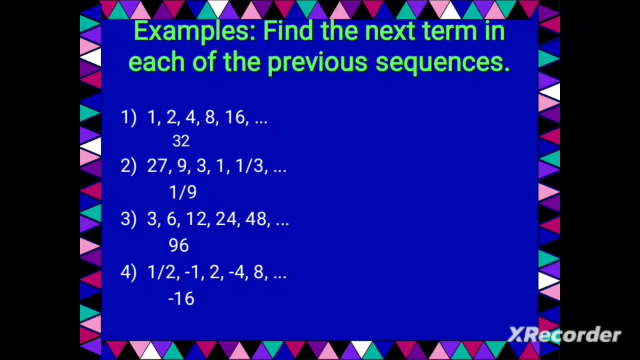 Examples: Find the next term in
each of the previous sequences.
1) 1, 2, 4, 8, 16, ...
32
2) 27, 9, 3, 1, 1/3, ...
1/9
3) 3, 6, 12, 24, 48, ...
96
4) 1/2, -1, 2, -4, 8, ...
-16
XRecorder